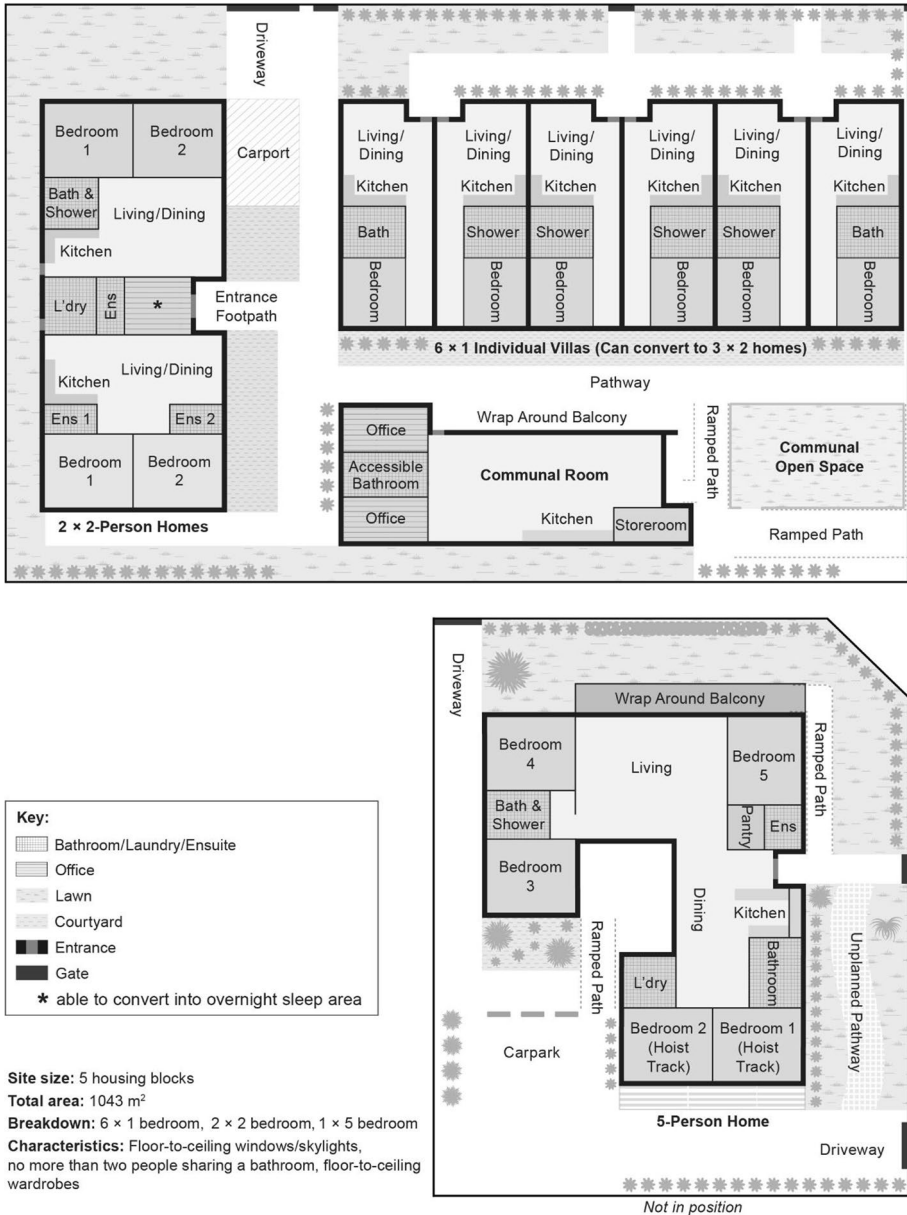 Driveway
Bedroom
1
Bedroom
2
Carport
Bath &
Shower
Living/Dining
Kitchen
L'dry
Ens
*
Entrance
Footpath
Kitchen
Living/Dining
Ens 1
Ens 2
Bedroom
1
Bedroom
2
2 × 2-Person Homes
Living/
Dining
Living/
Dining
Living/
Dining
Living/
Dining
Living/
Dining
Living/
Dining
Kitchen
Kitchen
Kitchen
Kitchen
Kitchen
Kitchen
Bath
Shower
Shower
Shower
Shower
Bath
Bedroom
Bedroom
Bedroom
Bedroom
Bedroom
Bedroom
6 × 1 Individual Villas (Can convert to 3 × 2 homes)
Pathway
Wrap Around Balcony
Office
Accessible
Bathroom
Office
Communal Room
Kitchen
Storeroom
Ramped Path
Communal
Open Space
Ramped Path
Driveway
Wrap Around Balcony
Bedroom
4
Living
Bedroom
5
Ramped Path
Bath &
Shower
Pantry
Ens
Bedroom
3
Dining
Kitchen
Ramped Path
L'dry
Bathroom
Unplanned Pathway
Carpark
Bedroom 2
(Hoist
Track)
Bedroom 1
(Hoist
Track)
5-Person Home
Driveway
Not in position
Key:
Bathroom/Laundry/Ensuite
Office
Lawn
Courtyard
Entrance
Gate
* able to convert into overnight sleep area
Site size: 5 housing blocks
Total area: 1043 m²
Breakdown: 6 × 1 bedroom, 2 × 2 bedroom, 1 × 5 bedroom
Characteristics: Floor-to-ceiling windows/skylights,
no more than two people sharing a bathroom, floor-to-ceiling
wardrobes